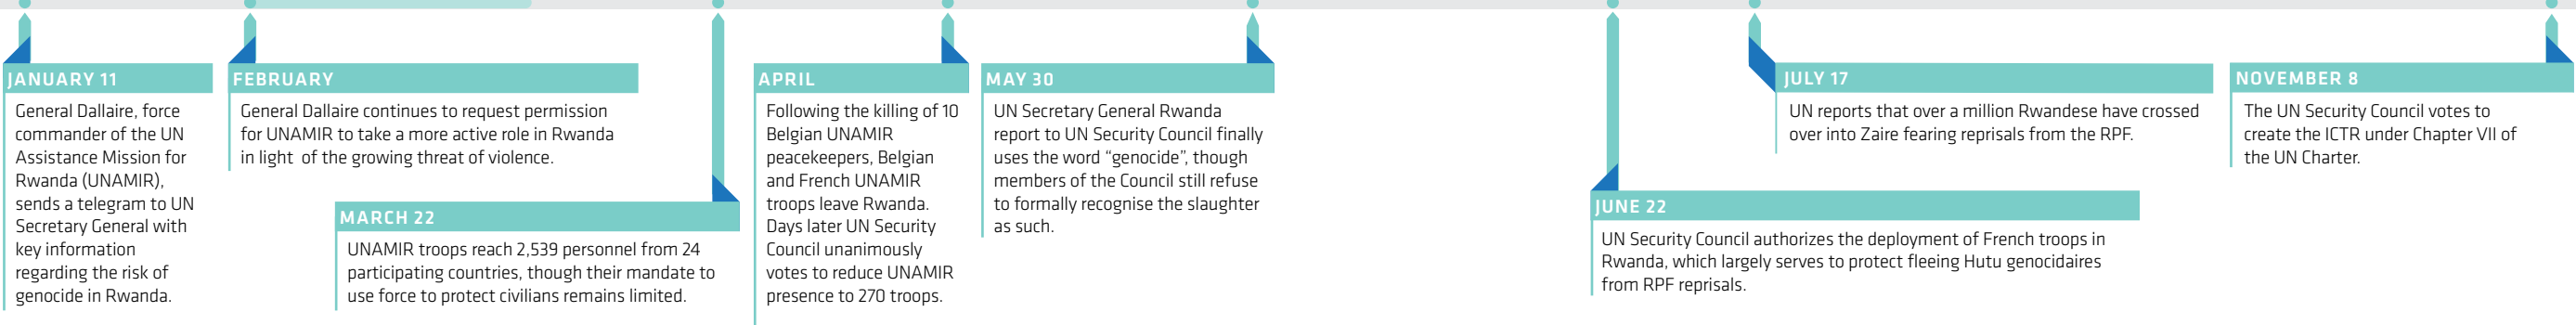 JANUARY 11
General Dallaire, force
commander of the UN
Assistance Mission for
Rwanda (UNAMIR),
sends a telegram to UN
Secretary General with
key information
regarding the risk of
genocide in Rwanda.
FEBRUARY
General Dallaire continues to request permission
for UNAMIR to take a more active role in Rwanda
in light of the growing threat of violence.
MARCH 22
UNAMIR troops reach 2,539 personnel from 24
participating countries, though their mandate to
use force to protect civilians remains limited.
APRIL
Following the killing of 10
Belgian UNAMIR
peacekeepers, Belgian
and French UNAMIR
troops leave Rwanda.
Days later UN Security
Council unanimously
votes to reduce UNAMIR
presence to 270 troops.
MAY 30
UN Secretary General Rwanda
report to UN Security Council finally
uses the word “genocide”, though
members of the Council still refuse
to formally recognise the slaughter
as such.
JUNE 22
UN Security Council authorizes the deployment of French troops in
Rwanda, which largely serves to protect fleeing Hutu genocidaires
from RPF reprisals.
JULY 17
UN reports that over a million Rwandese have crossed
over into Zaire fearing reprisals from the RPF.
NOVEMBER 8
The UN Security Council votes to
create the ICTR under Chapter VII of
the UN Charter.